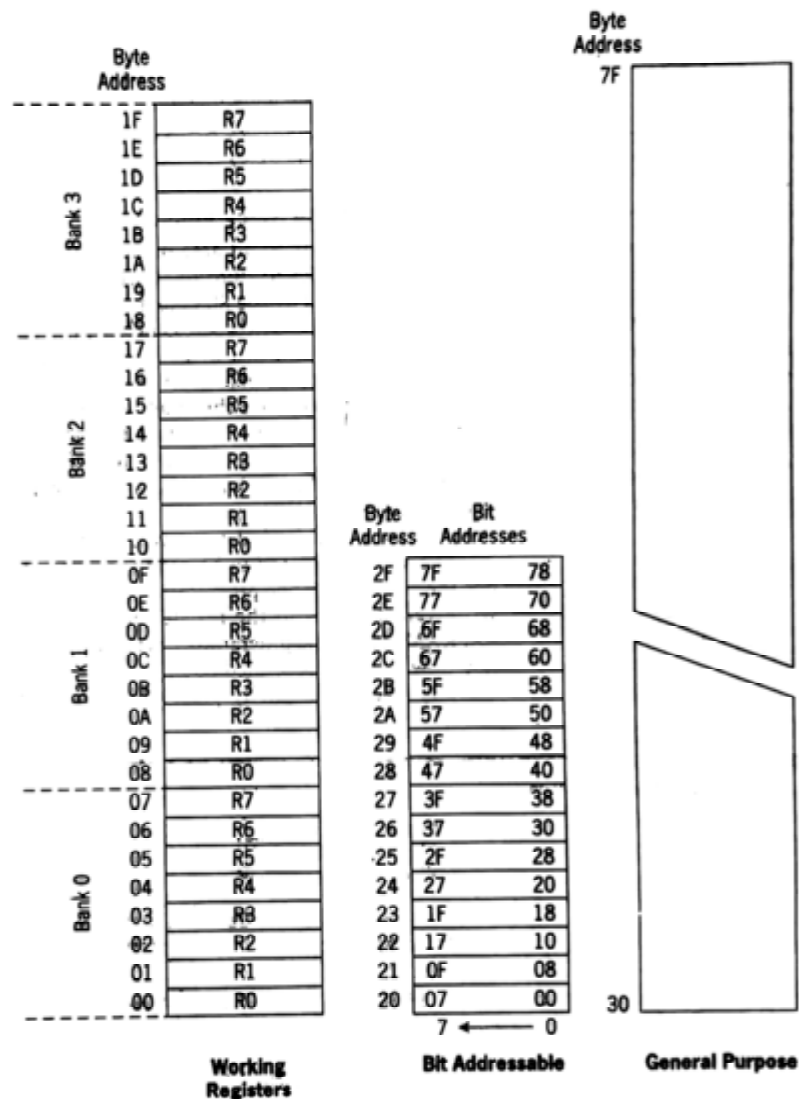 Byte
Address
7F
Byte
Address
1F R7
1E R6
1D R5
1C R4
1B R3
1A R2
19 R1
18 R0
Bank 3
17 R7
16 R6
15 R5
14 R4
13 R3
12 R2
11 R1
10 R0
Bank 2
0F R7
0E R6
0D R5
0C R4
0B R3
0A R2
09 R1
08 R0
Bank 1
07 R7
06 R6
05 R5
04 R4
03 R3
02 R2
01 R1
00 R0
Bank 0
Working
Registers
Byte Bit
Address Addresses
2F 7F 78
2E 77 70
2D 6F 68
2C 67 60
2B 5F 58
2A 57 50
29 4F 48
28 47 40
27 3F 38
26 37 30
25 2F 28
24 27 20
23 1F 18
22 17 10
21 0F 08
20 07 00
7 0
Bit Addressable
30
General Purpose